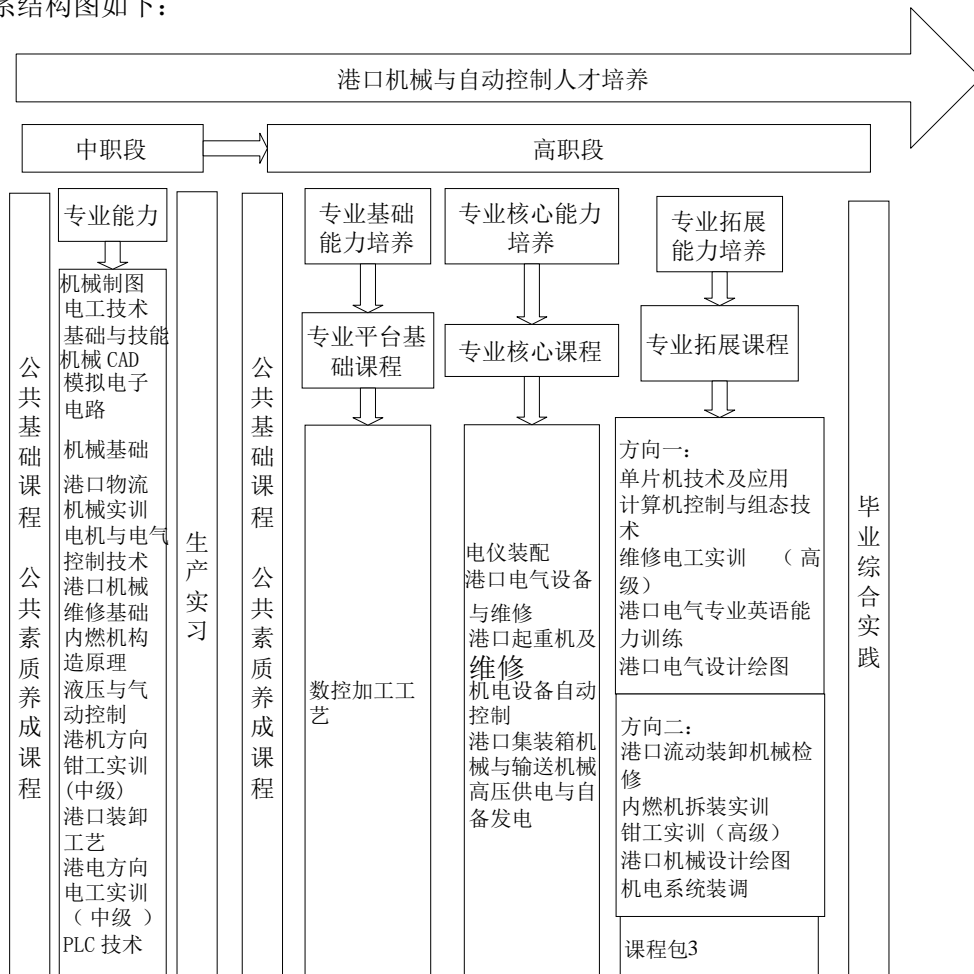 系结构图如下：
港口机械与自动控制人才培养
中职段
高职段
公共基础课程 公共素质养成课程
专业能力
机械制图
电工技术
基础与技能
机械 CAD
模拟电子
电路
机械基础
港口物流
机械实训
电机与电气
控制技术
港口机械
维修基础
内燃机构
造原理
液压与气
动控制
港机方向
钳工实训
(中级)
港口装卸
工艺
港电方向
电工实训
（ 中级 ）
PLC 技术
生产实习
公共基础课程 公共素质养成课程
专业基础
能力培养
专业平台基
础课程
数控加工工
艺
专业核心能力
培养
专业核心课程
电仪装配
港口电气设备
与维修
港口起重机及
维修
机电设备自动
控制
港口集装箱机
械与输送机械
高压供电与自
备发电
专业拓展
能力培养
专业拓展课程
方向一：
单片机技术及应用
计算机控制与组态技
术
维修电工实训 （ 高
级）
港口电气专业英语能
力训练
港口电气设计绘图
方向二：
港口流动装卸机械检
修
内燃机拆装实训
钳工实训（高级）
港口机械设计绘图
机电系统装调
课程包3
毕业综合实践